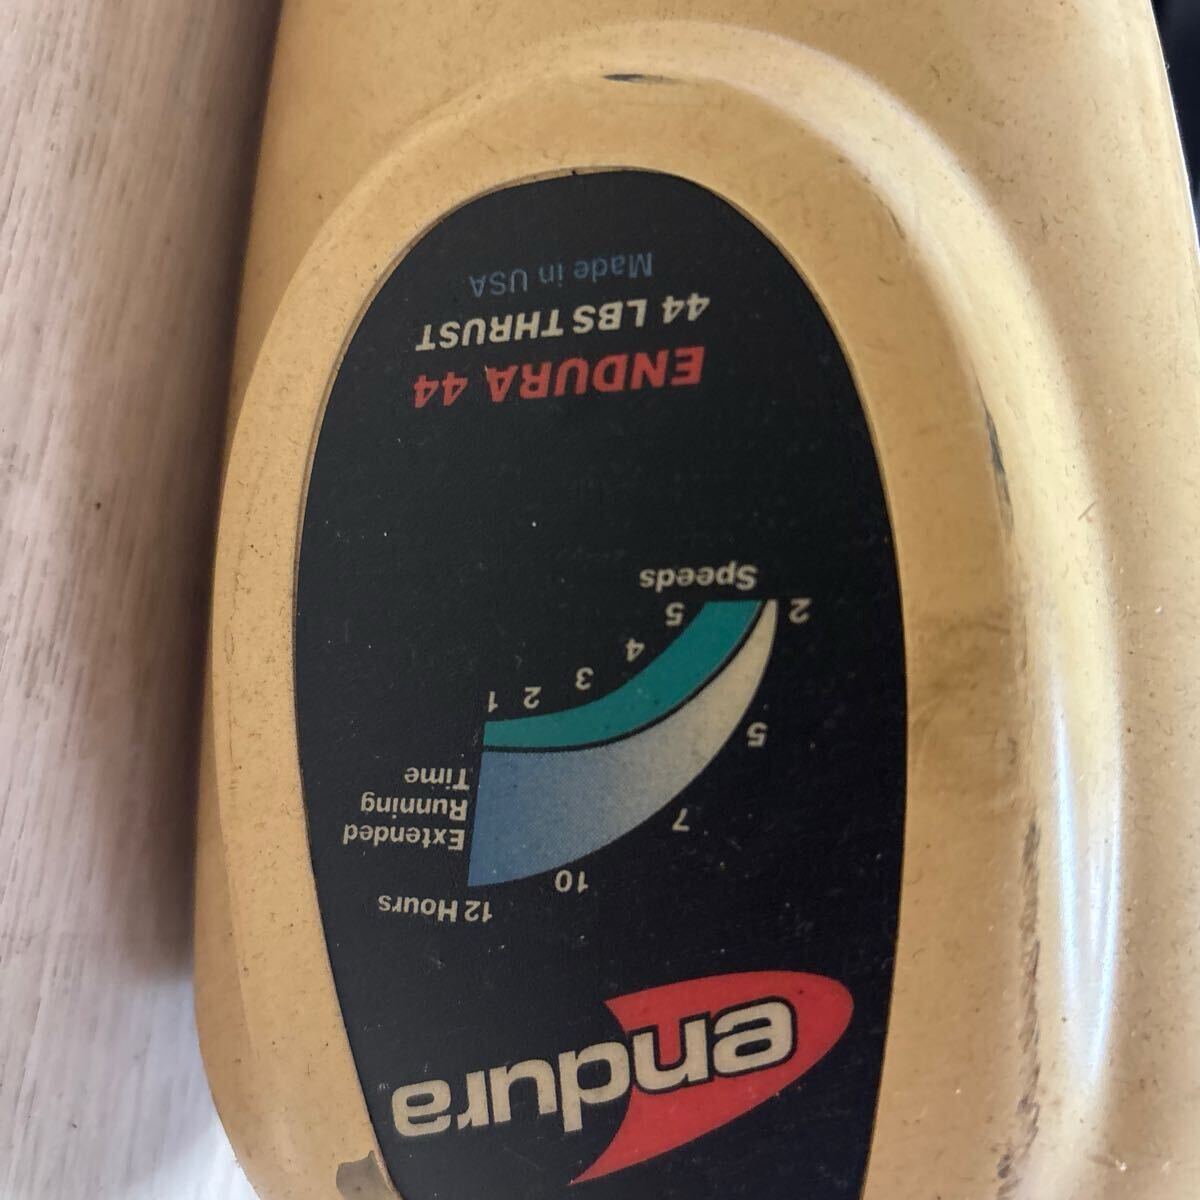 endura
12 Hours
10
7
5
2
Extended
Running
Time
1
2
3
4
5
Speeds
ENDURA 44
44 LBS THRUST
Made in USA